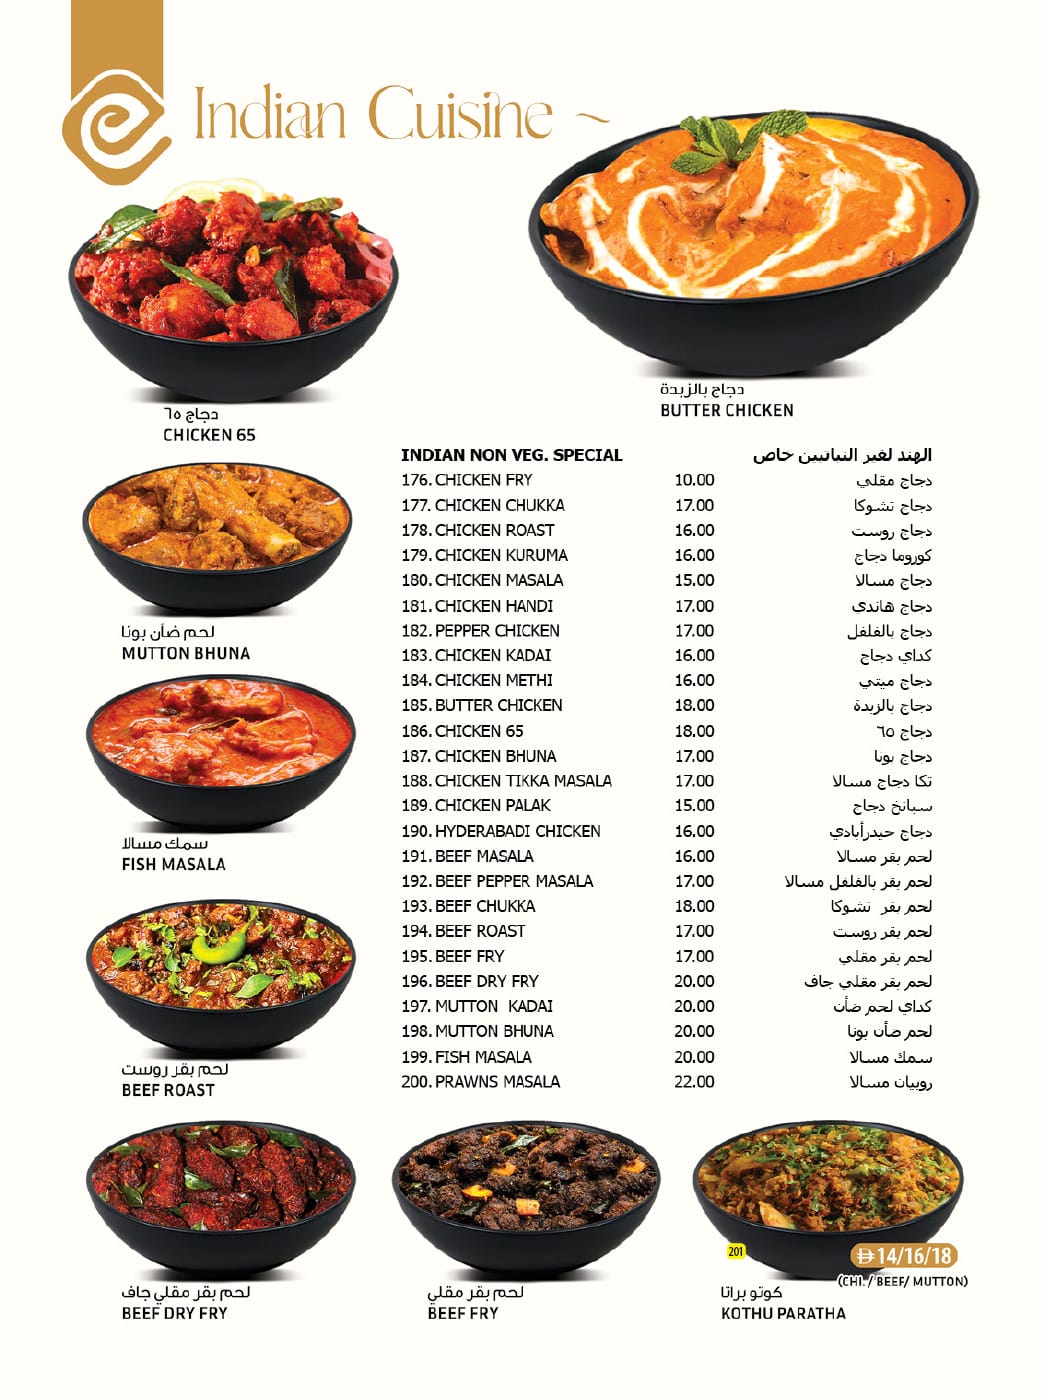 Indian Cuisine ~
دجاج بالزبدة
BUTTER CHICKEN
دجاج ٦٥
CHICKEN 65
لحم ضأن بونا
MUTTON BHUNA
سمك مسالا
FISH MASALA
لحم بقر روست
BEEF ROAST
INDIAN NON VEG. SPECIAL الهند لغير النباتيين خاص
176. CHICKEN FRY 10.00 دجاج مقلي
177. CHICKEN CHUKKA 17.00 دجاج تشوكا
178. CHICKEN ROAST 16.00 دجاج روست
179. CHICKEN KURUMA 16.00 كوروما دجاج
180. CHICKEN MASALA 15.00 دجاج مسالا
181. CHICKEN HANDI 17.00 دجاج هاندي
182. PEPPER CHICKEN 17.00 دجاج بالفلفل
183. CHICKEN KADAI 16.00 كداي دجاج
184. CHICKEN METHI 16.00 دجاج ميتي
185. BUTTER CHICKEN 18.00 دجاج بالزبدة
186. CHICKEN 65 18.00 دجاج ٦٥
187. CHICKEN BHUNA 17.00 دجاج بونا
188. CHICKEN TIKKA MASALA 17.00 تكا دجاج مسالا
189. CHICKEN PALAK 15.00 سبانخ دجاج
190. HYDERABADI CHICKEN 16.00 دجاج حيدرأبادي
191. BEEF MASALA 16.00 لحم بقر مسالا
192. BEEF PEPPER MASALA 17.00 لحم بقر بالفلفل مسالا
193. BEEF CHUKKA 18.00 لحم بقر تشوكا
194. BEEF ROAST 17.00 لحم بقر روست
195. BEEF FRY 17.00 لحم بقر مقلي
196. BEEF DRY FRY 20.00 لحم بقر مقلي جاف
197. MUTTON KADAI 20.00 كداي لحم ضأن
198. MUTTON BHUNA 20.00 لحم ضأن بونا
199. FISH MASALA 20.00 سمك مسالا
200. PRAWNS MASALA 22.00 روبيان مسالا
لحم بقر مقلي جاف
BEEF DRY FRY
لحم بقر مقلي
BEEF FRY
201
14/16/18
(CHI. / BEEF/ MUTTON)
كوتو براتا
KOTHU PARATHA